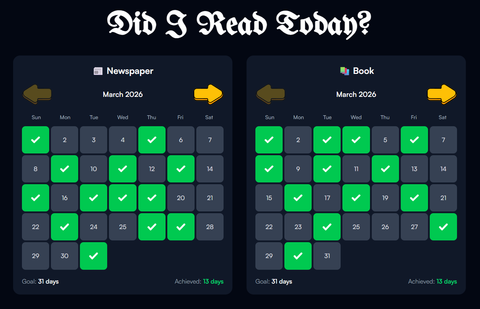 Did I Read Today?
Newspaper
March 2026
Sun Mon Tue Wed Thu Fri Sat
2 3 4 6 7
8 10 12 14
16 20 21
22 24 25 28
29 30
Goal: 31 days Achieved: 13 days
Book
March 2026
Sun Mon Tue Wed Thu Fri Sat
2 5 7
9 11 13 14
15 17 19 21
22 23 25 26 27
29 31
Goal: 31 days Achieved: 13 days